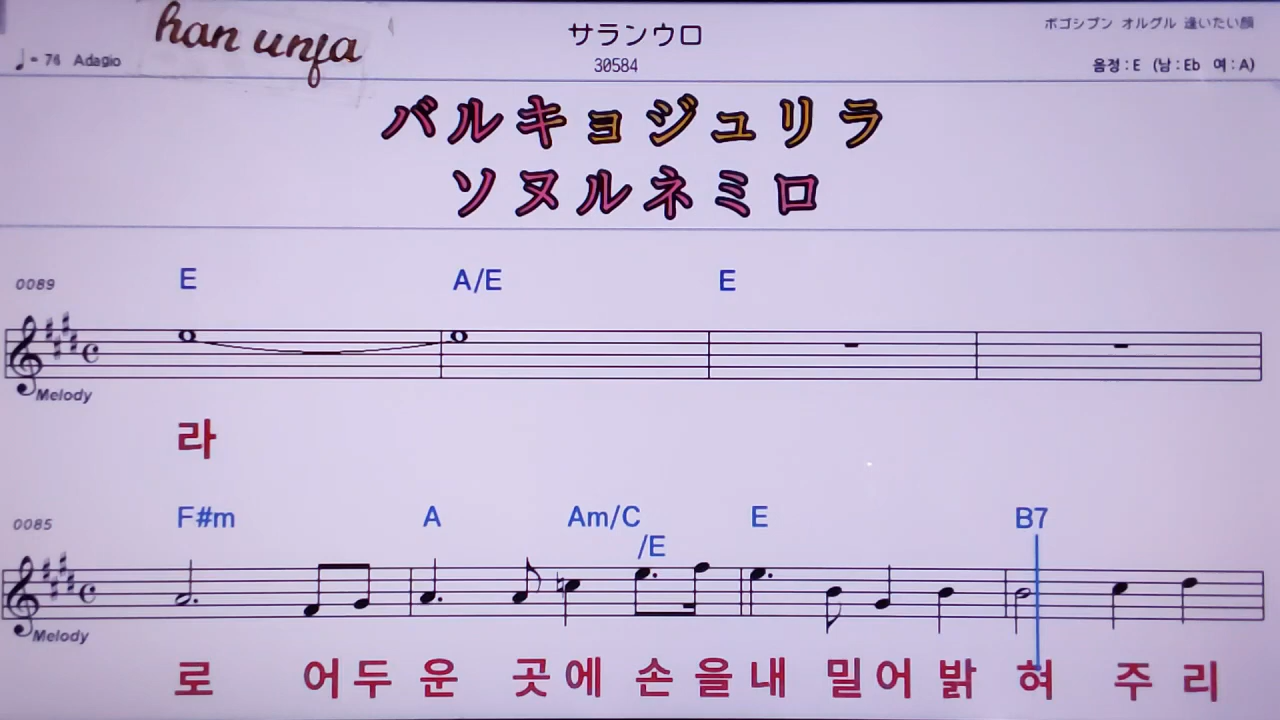 han unja
サランウロ
ボゴシプン オルグル 逢いたい顔
♩= 76 Adagio
30584
음정 : E (남 : Eb 여 : A)
バルキョジュリラ
ソヌルネミロ
0089 E A/E E
Melody
라
0085 F#m A Am/C E B7
/E
Melody
로 어두 운 곳에 손 을내 밀어 밝 혀 주 리